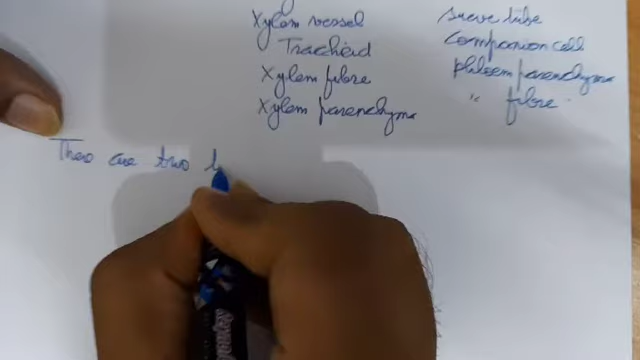 Xylem vessel
Tracheid
Xylem fibre
Xylem parenchyma
Sieve tube
Companion cell
Phloem parenchyma
" fibre
There are two